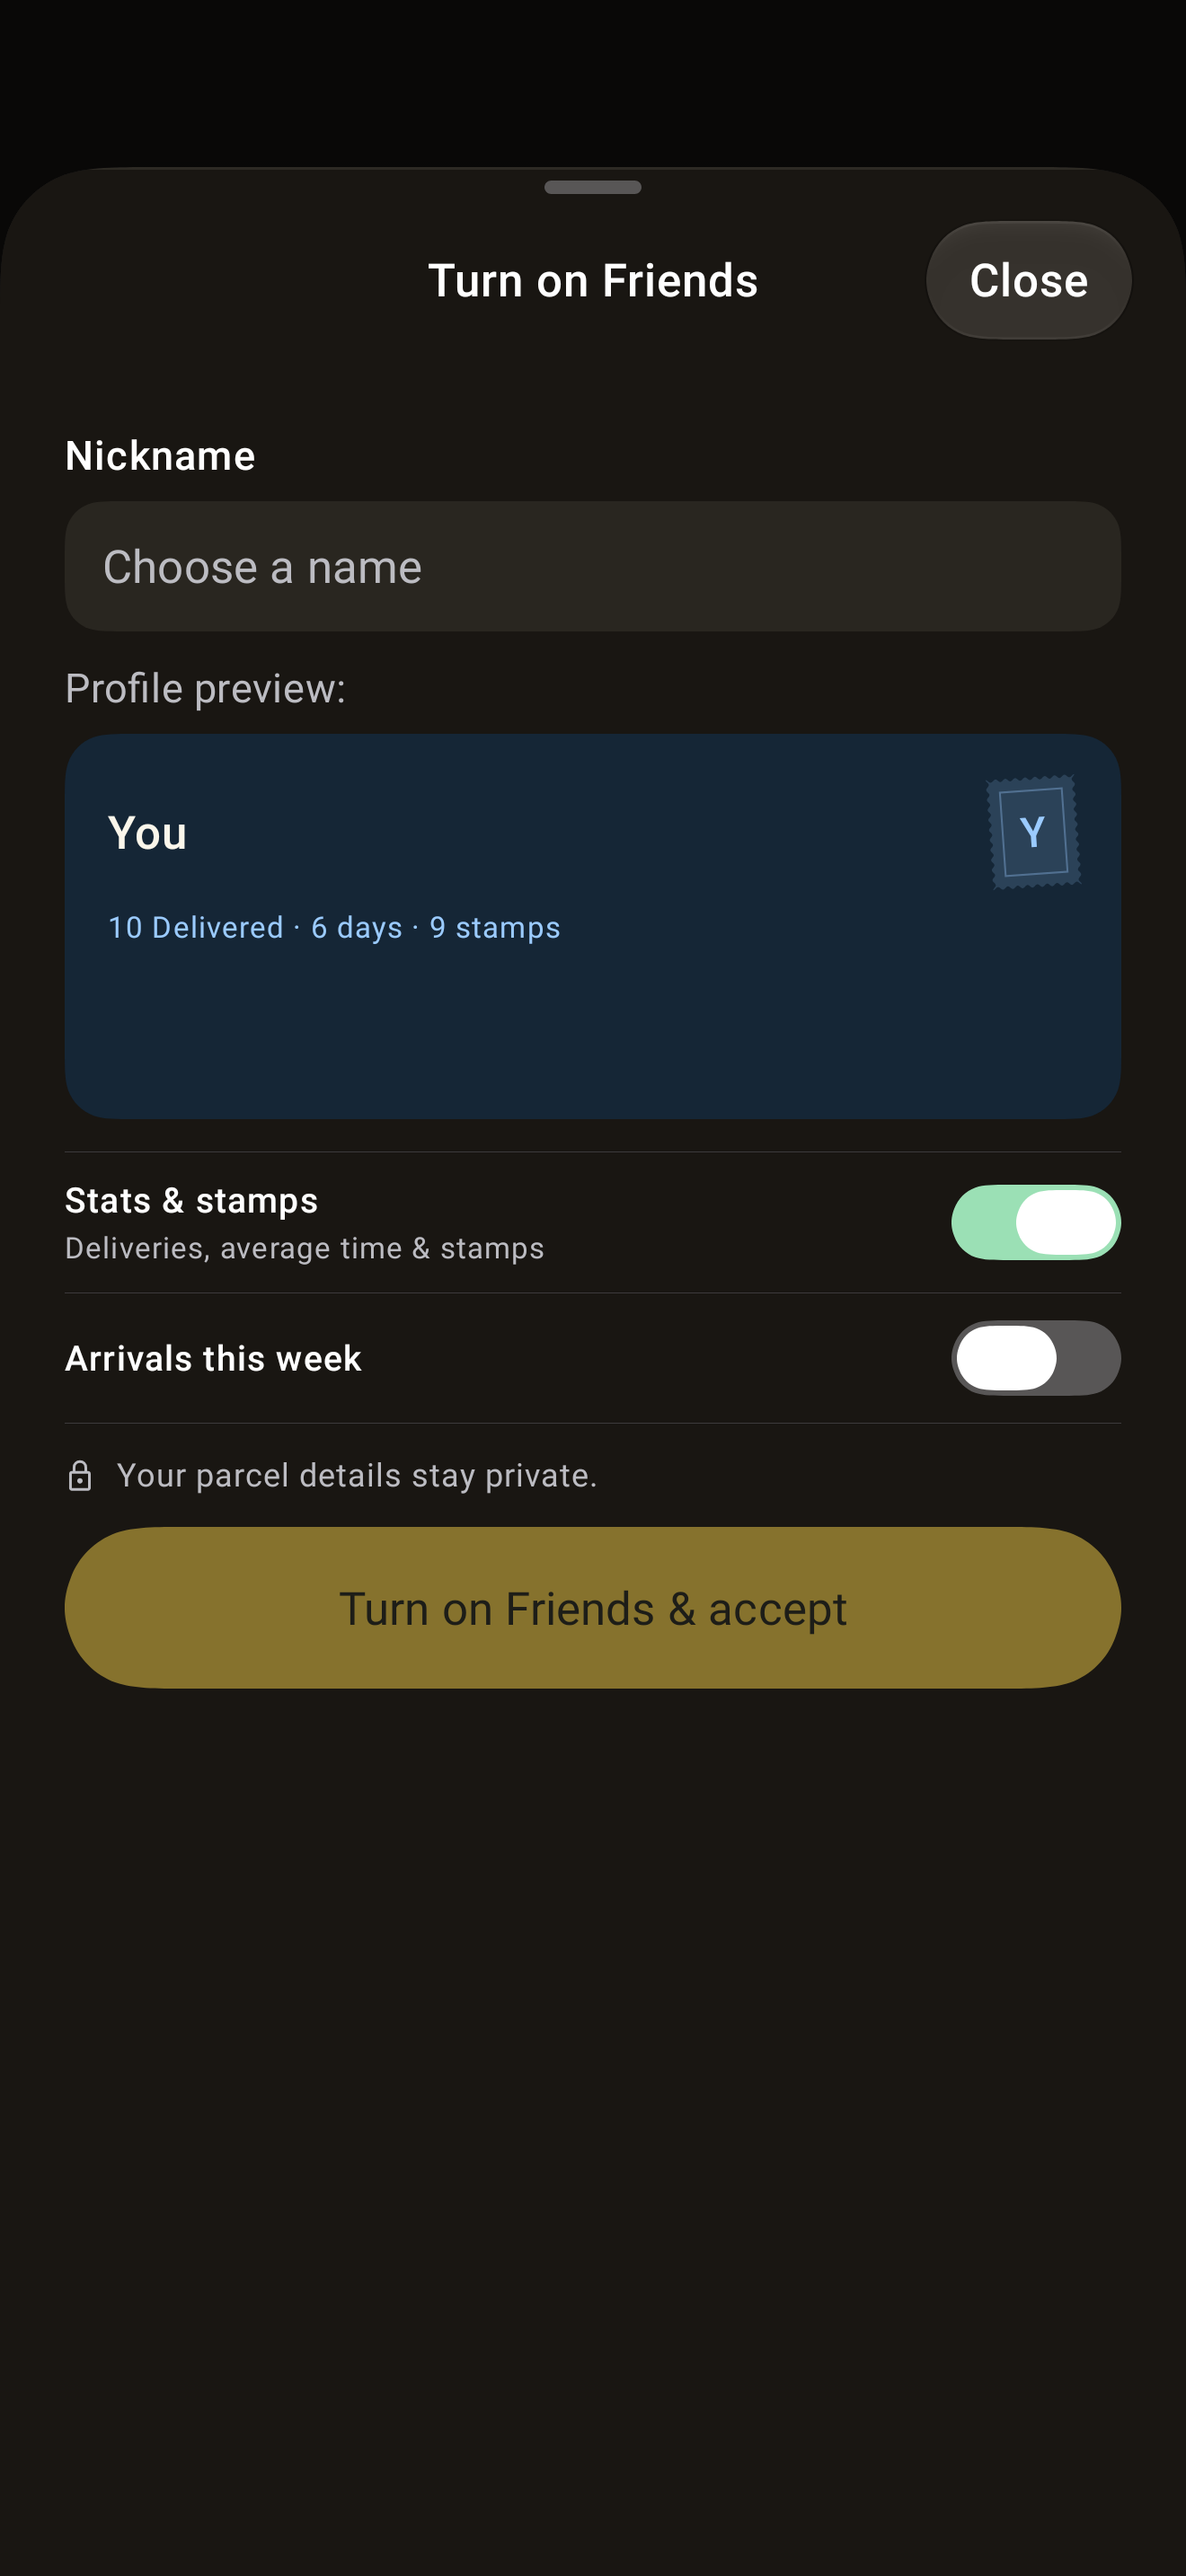 Turn on Friends
Close
Nickname
Choose a name
Profile preview:
You
Y
10 Delivered · 6 days · 9 stamps
Stats & stamps
Deliveries, average time & stamps
Arrivals this week
Your parcel details stay private.
Turn on Friends & accept